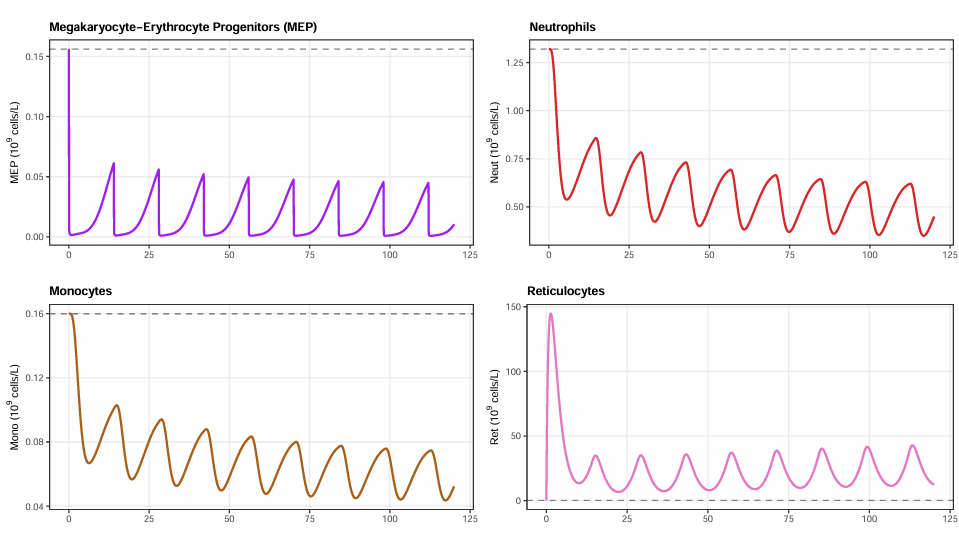 Megakaryocyte−Erythrocyte Progenitors (MEP)
MEP (10⁹ cells/L)
0.15
0.10
0.05
0.00
0 25 50 75 100 125
Neutrophils
Neut (10⁹ cells/L)
1.25
1.00
0.75
0.50
0 25 50 75 100 125
Monocytes
Mono (10⁹ cells/L)
0.16
0.12
0.08
0.04
0 25 50 75 100 125
Reticulocytes
Ret (10⁹ cells/L)
150
100
50
0
0 25 50 75 100 125